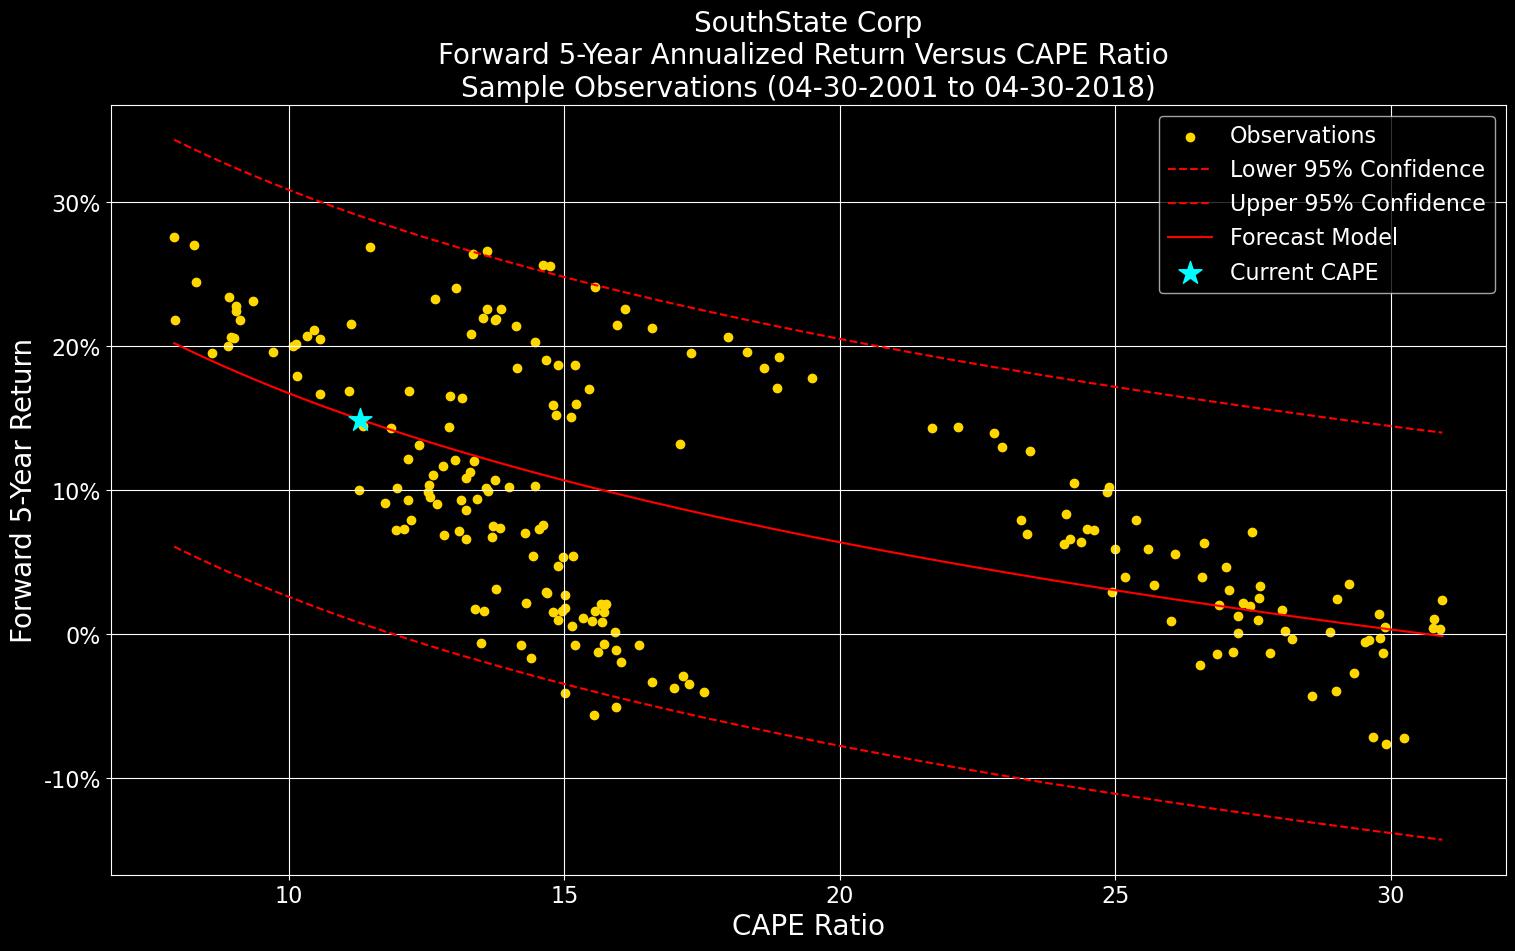 SouthState Corp
Forward 5-Year Annualized Return Versus CAPE Ratio
Sample Observations (04-30-2001 to 04-30-2018)
Observations
Lower 95% Confidence
Upper 95% Confidence
Forecast Model
Current CAPE
Forward 5-Year Return
30%
20%
10%
0%
-10%
10
15
20
25
30
CAPE Ratio